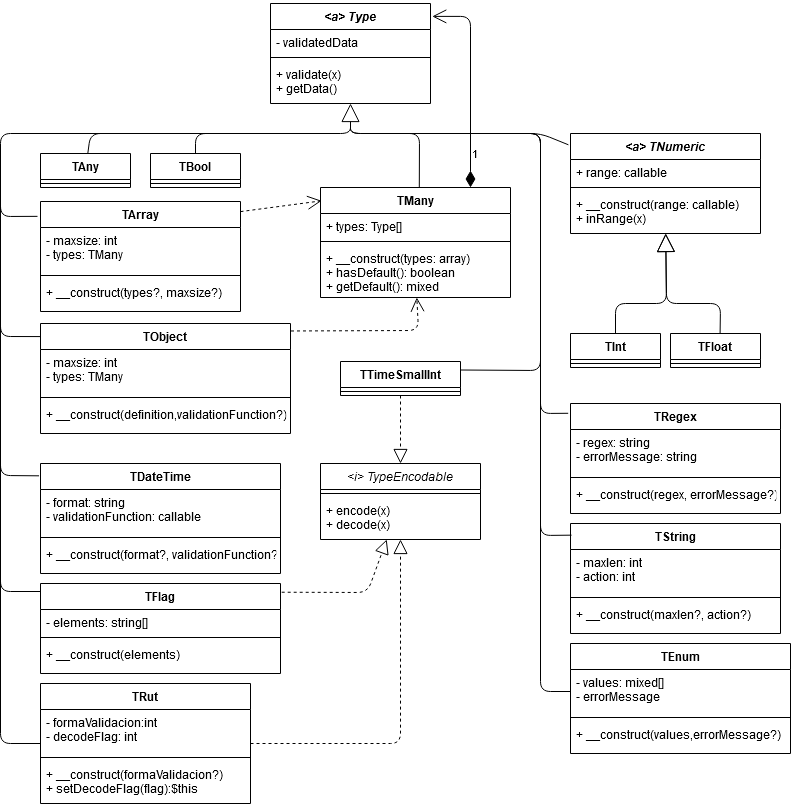 <a> Type
- validatedData
+ validate(x)
+ getData()
1
<a> TNumeric
+ range: callable
+ __construct(range: callable)
+ inRange(x)
TAny
TBool
TMany
+ types: Type[]
+ __construct(types: array)
+ hasDefault(): boolean
+ getDefault(): mixed
TArray
- maxsize: int
- types: TMany
+ __construct(types?, maxsize?)
TObject
- maxsize: int
- types: TMany
+ __construct(definition,validationFunction?)
TInt
TFloat
TTimeSmallInt
TRegex
- regex: string
- errorMessage: string
+ __construct(regex, errorMessage?)
TDateTime
- format: string
- validationFunction: callable
+ __construct(format?, validationFunction?
<i> TypeEncodable
+ encode(x)
+ decode(x)
TString
- maxlen: int
- action: int
+ __construct(maxlen?, action?)
TFlag
- elements: string[]
+ __construct(elements)
TEnum
- values: mixed[]
- errorMessage
+ __construct(values,errorMessage?)
TRut
- formaValidacion:int
- decodeFlag: int
+ __construct(formaValidacion?)
+ setDecodeFlag(flag):$this